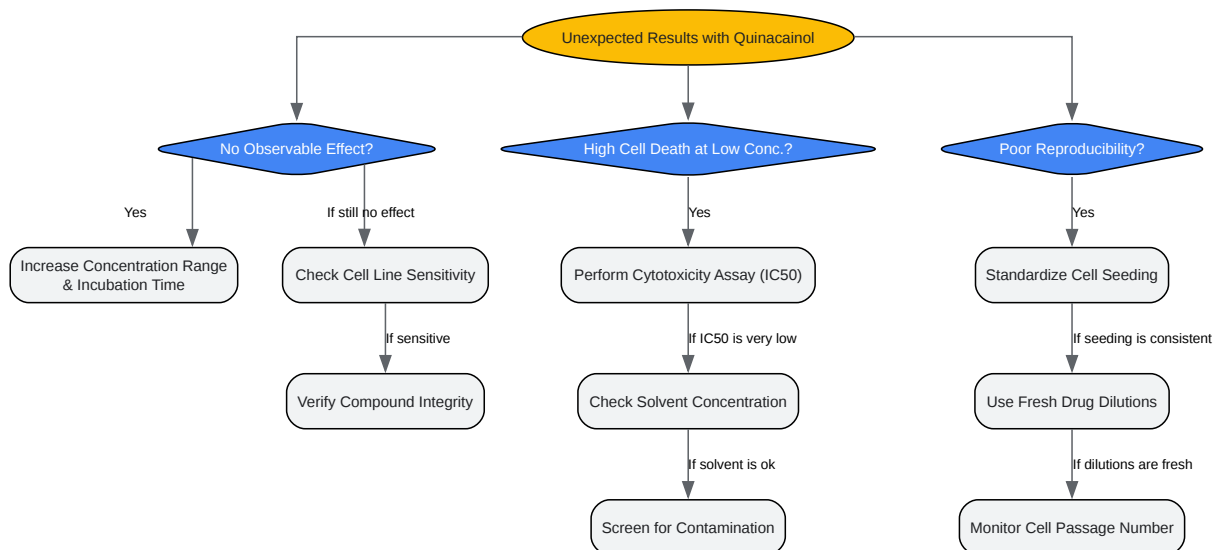 Unexpected Results with Quinacainol
No Observable Effect?
High Cell Death at Low Conc.?
Poor Reproducibility?
Yes
If still no effect
Yes
Yes
Increase Concentration Range
& Incubation Time
Check Cell Line Sensitivity
Perform Cytotoxicity Assay (IC50)
Standardize Cell Seeding
If sensitive
If IC50 is very low
If seeding is consistent
Verify Compound Integrity
Check Solvent Concentration
Use Fresh Drug Dilutions
If solvent is ok
If dilutions are fresh
Screen for Contamination
Monitor Cell Passage Number